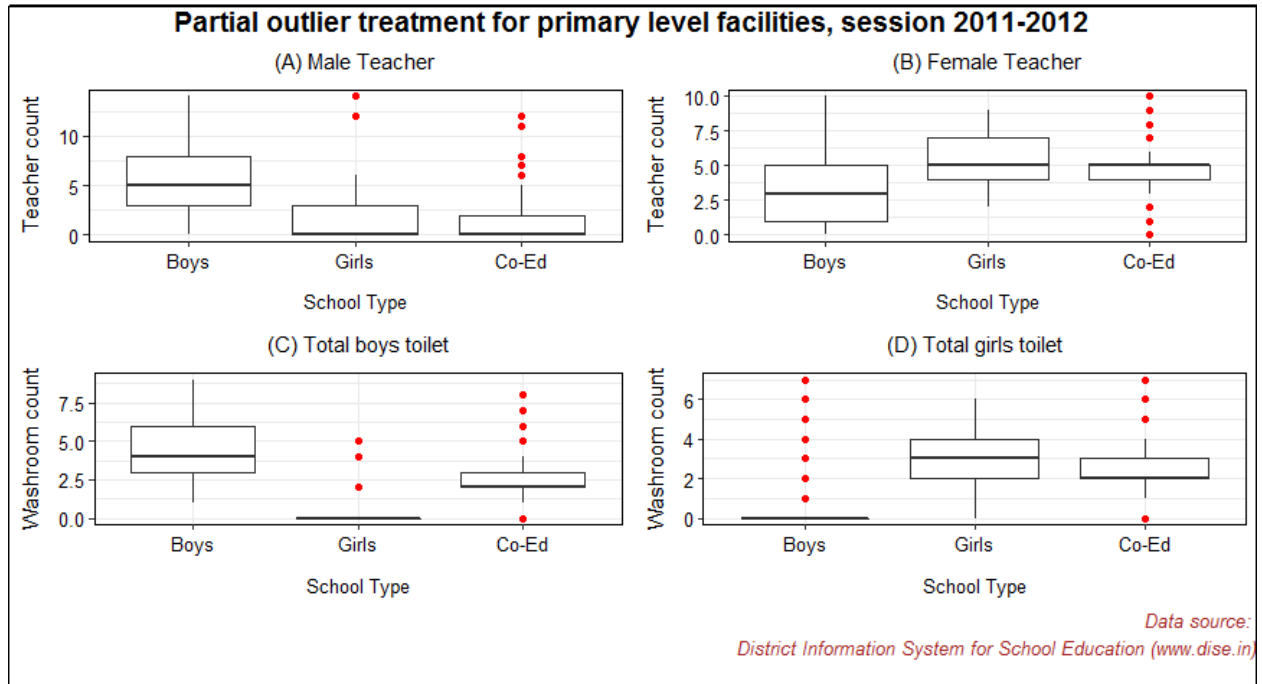 Partial outlier treatment for primary level facilities, session 2011-2012
(A) Male Teacher
Teacher count
10
5
0
Boys Girls Co-Ed
School Type
(B) Female Teacher
Teacher count
10.0
7.5
5.0
2.5
0.0
Boys Girls Co-Ed
School Type
(C) Total boys toilet
Washroom count
7.5
5.0
2.5
0.0
Boys Girls Co-Ed
School Type
(D) Total girls toilet
Washroom count
6
4
2
0
Boys Girls Co-Ed
School Type
Data source:
District Information System for School Education (www.dise.in)